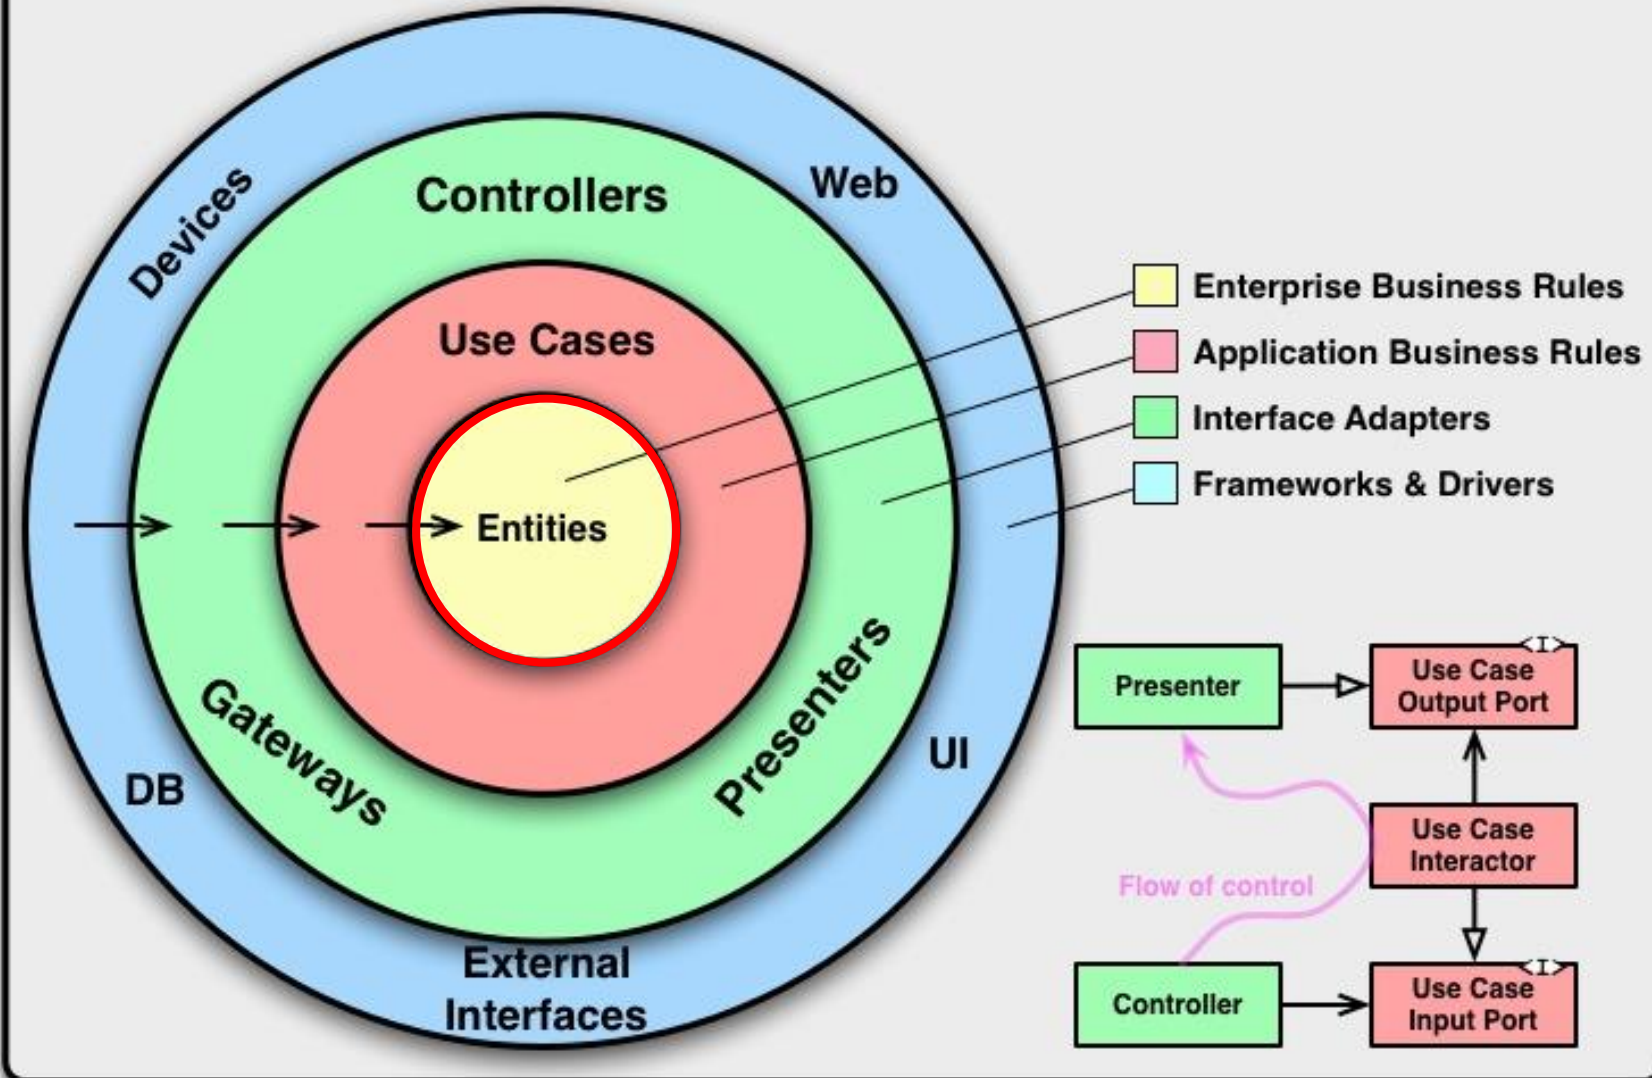 Devices
Controllers
Web
Use Cases
Entities
Gateways
Presenters
DB
UI
External
Interfaces
Enterprise Business Rules
Application Business Rules
Interface Adapters
Frameworks & Drivers
Presenter
<I>
Use Case
Output Port
Use Case
Interactor
Flow of control
Controller
<I>
Use Case
Input Port